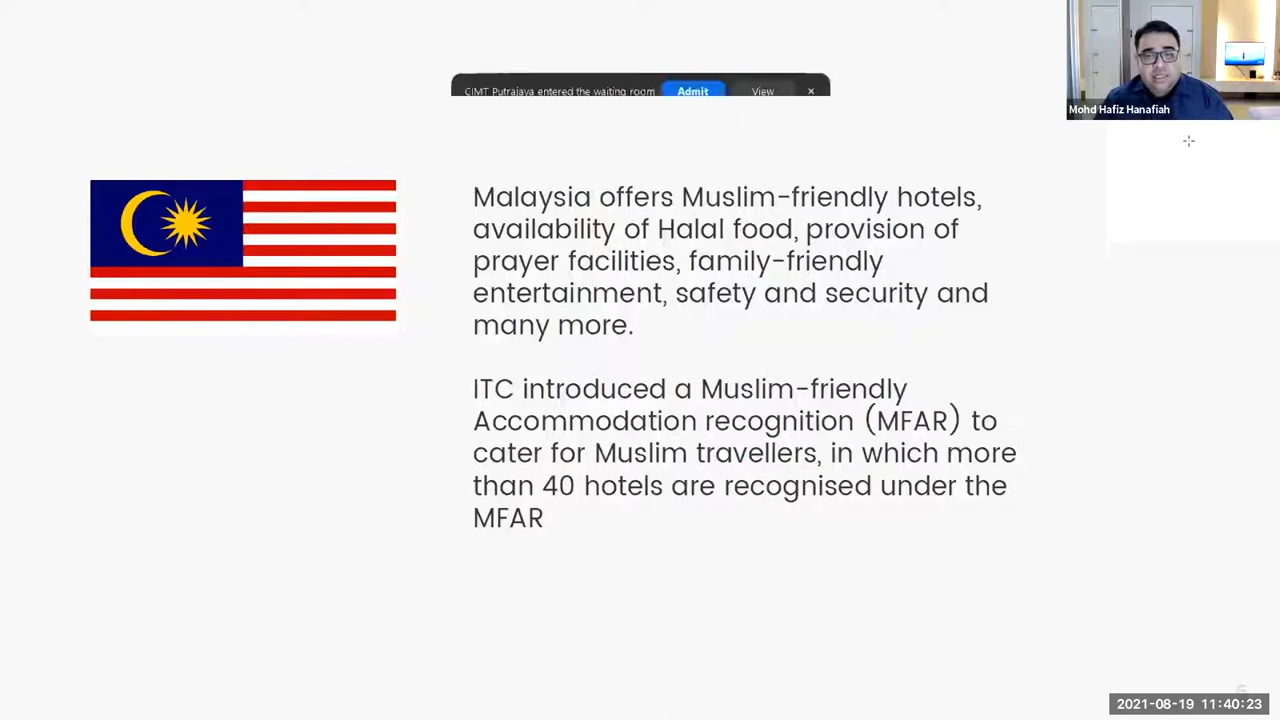 CIMT Putrajaya entered the waiting room Admit View ×
Mohd Hafiz Hanafiah
Malaysia offers Muslim-friendly hotels,
availability of Halal food, provision of
prayer facilities, family-friendly
entertainment, safety and security and
many more.
ITC introduced a Muslim-friendly
Accommodation recognition (MFAR) to
cater for Muslim travellers, in which more
than 40 hotels are recognised under the
MFAR
2021-08-19 11:40:23